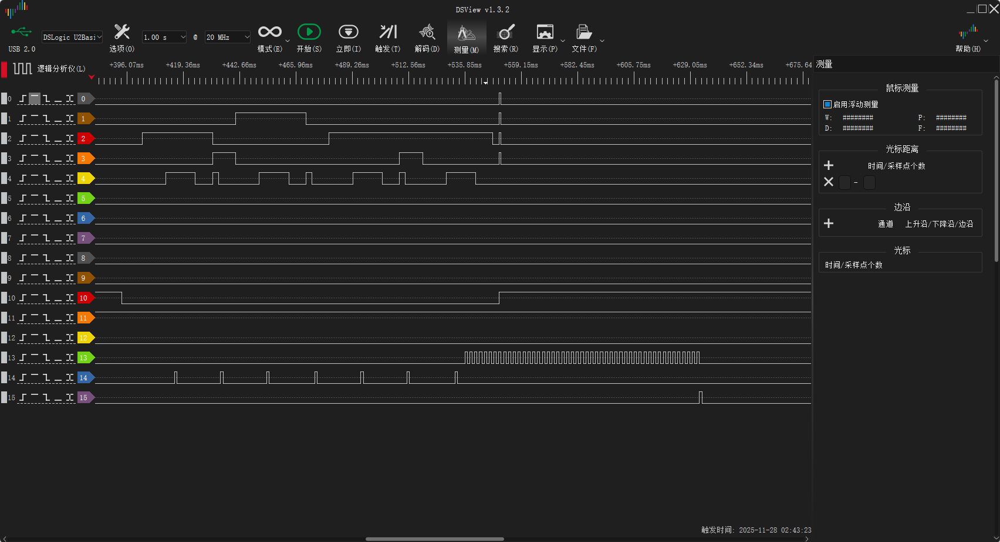 DSView v1.3.2
USB 2.0
DSLogic U2Basi
选项(O)
1.00 s
@
20 MHz
模式(E)
开始(S)
立即(I)
触发(T)
解码(D)
测量(M)
搜索(R)
显示(P)
文件(F)
帮助(H)
逻辑分析仪(L)
+396.07ms +419.36ms +442.66ms +465.96ms +489.26ms +512.56ms +535.85ms +559.15ms +582.45ms +605.75ms +629.05ms +652.34ms +675.64
0 0
1 1
2 2
3 3
4 4
5 5
6 6
7 7
8 8
9 9
10 10
11 11
12 12
13 13
14 14
15 15
触发时间: 2025-11-28 02:43:23
测量
鼠标测量
启用浮动测量
W: ######## P: ########
D: ######## F: ########
光标距离
时间/采样点个数
-
边沿
通道 上升沿/下降沿/边沿
光标
时间/采样点个数